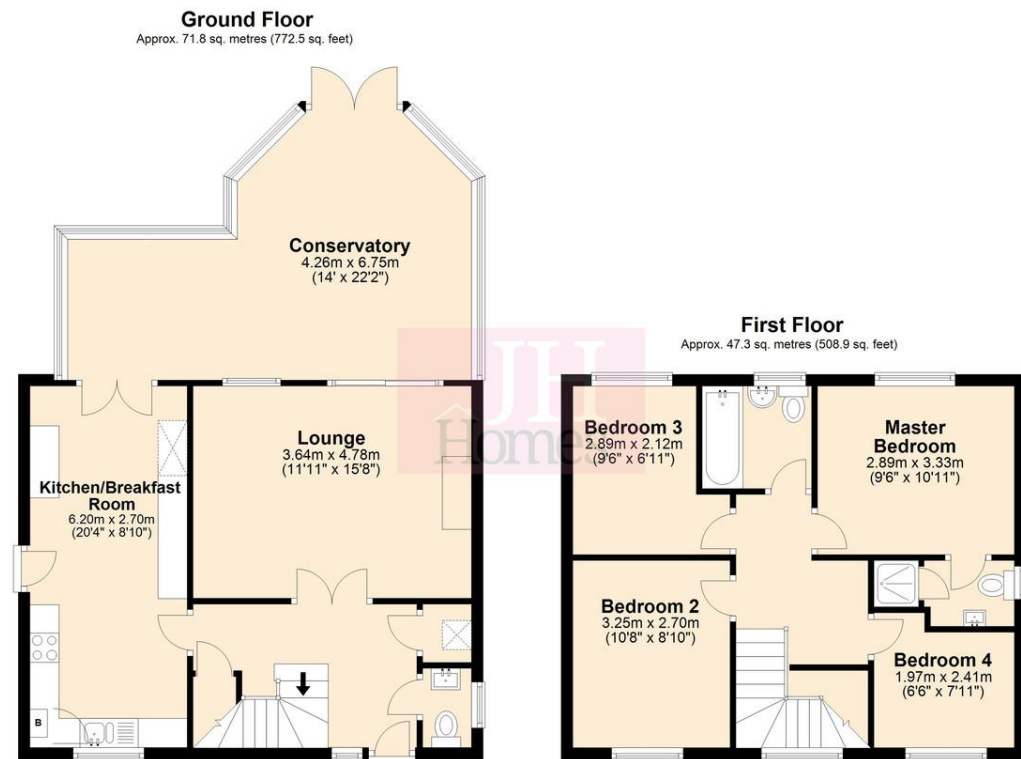 Ground Floor
Approx. 71.8 sq. metres (772.5 sq. feet)
Conservatory
4.26m x 6.75m
(14' x 22'2")
Lounge
3.64m x 4.78m
(11'11" x 15'8")
Kitchen/Breakfast
Room
6.20m x 2.70m
(20'4" x 8'10")
B
First Floor
Approx. 47.3 sq. metres (508.9 sq. feet)
Bedroom 3
2.89m x 2.12m
(9'6" x 6'11")
Master
Bedroom
2.89m x 3.33m
(9'6" x 10'11")
Bedroom 2
3.25m x 2.70m
(10'8" x 8'10")
Bedroom 4
1.97m x 2.41m
(6'6" x 7'11")
JH
Homes